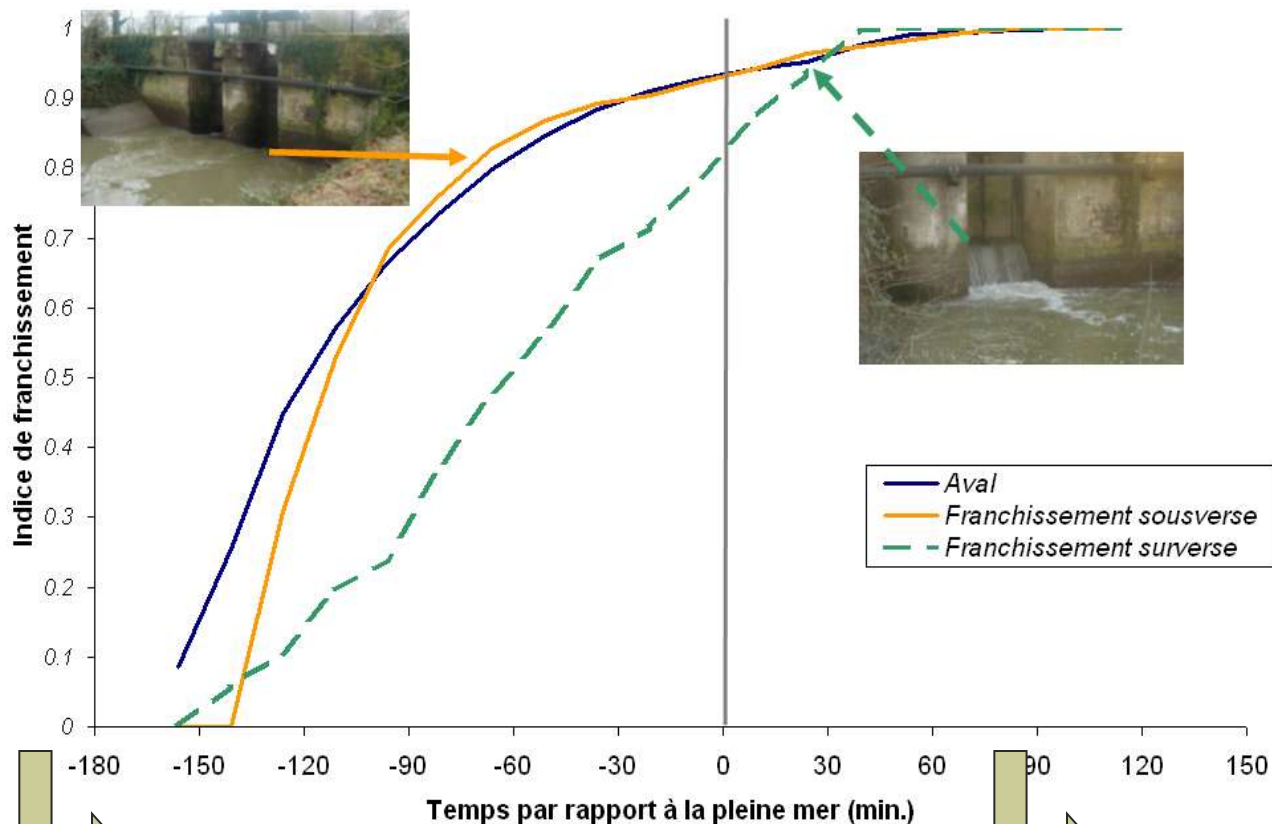 Indice de franchissement
1
0.9
0.8
0.7
0.6
0.5
0.4
0.3
0.2
0.1
0
Aval
Franchissement sousverse
Franchissement surverse
-180 -150 -120 -90 -60 -30 0 30 60 90 120 150
Temps par rapport à la pleine mer (min.)